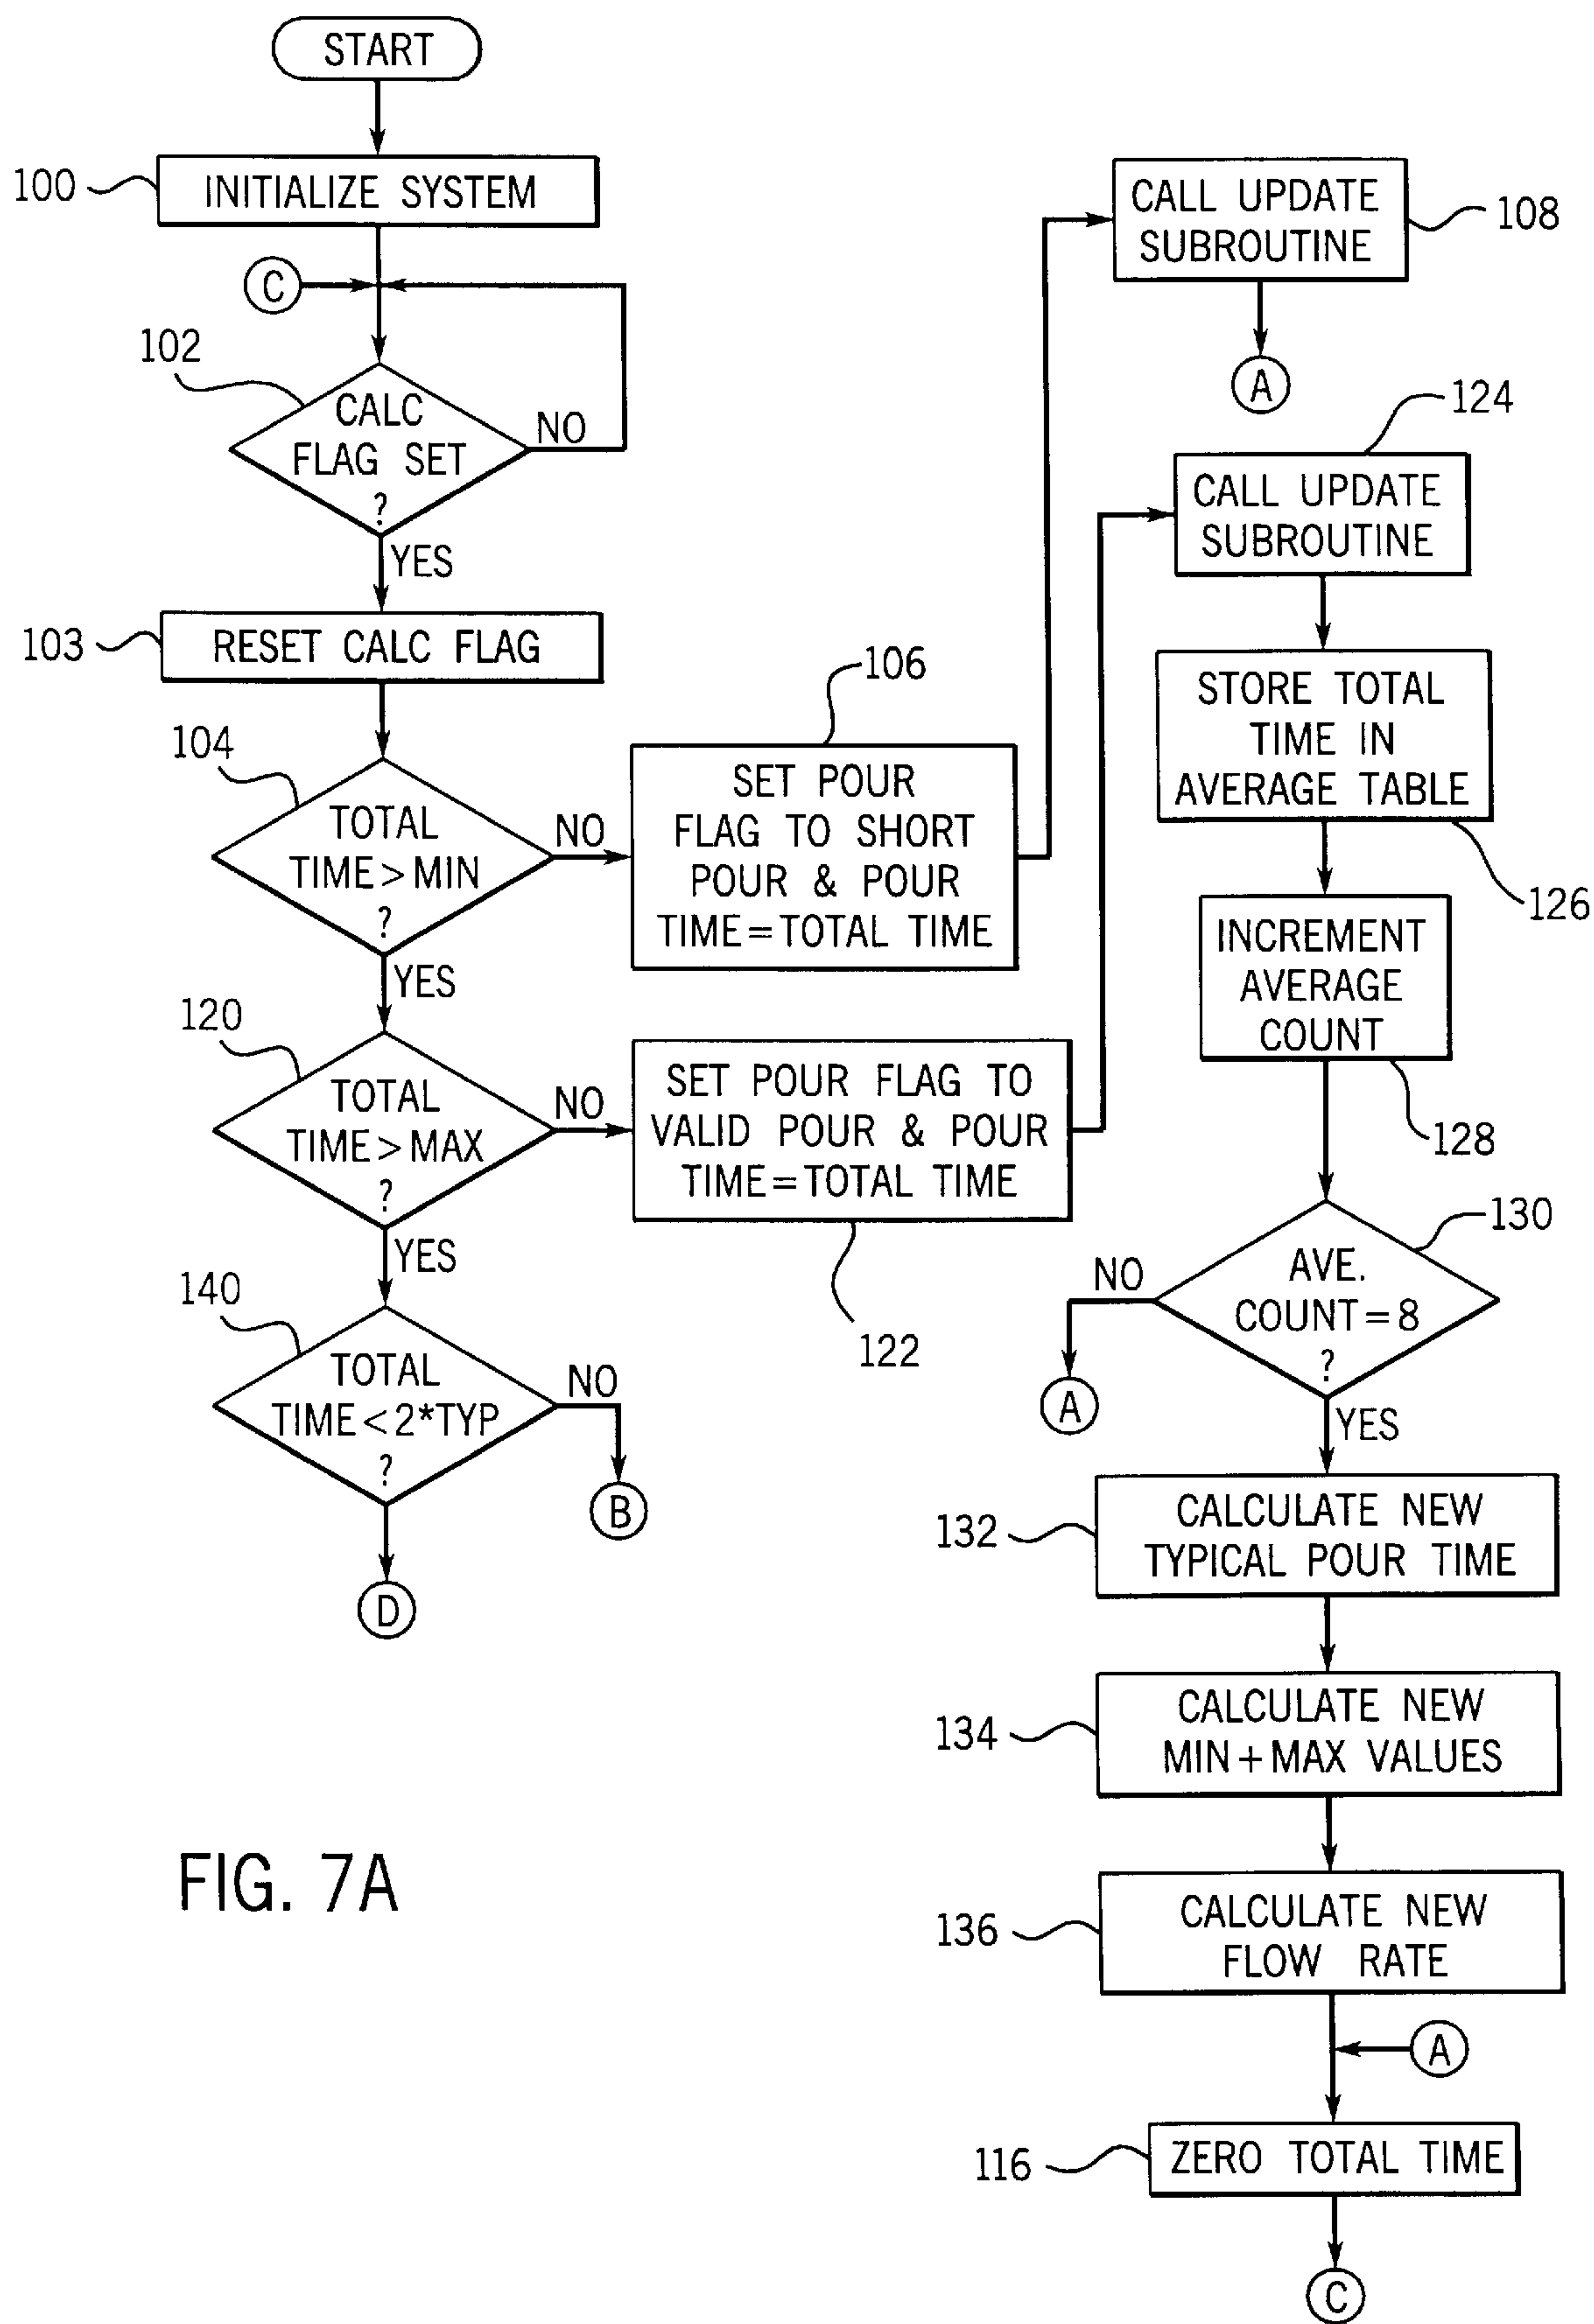 START
100
INITIALIZE SYSTEM
C
102
CALC
FLAG SET
?
NO
YES
103
RESET CALC FLAG
104
TOTAL
TIME > MIN
?
NO
YES
106
SET POUR
FLAG TO SHORT
POUR & POUR
TIME = TOTAL TIME
CALL UPDATE
SUBROUTINE
108
A
120
TOTAL
TIME > MAX
?
NO
YES
SET POUR FLAG TO
VALID POUR & POUR
TIME = TOTAL TIME
122
140
TOTAL
TIME < 2*TYP
?
NO
B
D
124
CALL UPDATE
SUBROUTINE
STORE TOTAL
TIME IN
AVERAGE TABLE
126
INCREMENT
AVERAGE
COUNT
128
130
AVE.
COUNT = 8
?
NO
A
YES
132
CALCULATE NEW
TYPICAL POUR TIME
134
CALCULATE NEW
MIN + MAX VALUES
136
CALCULATE NEW
FLOW RATE
A
116
ZERO TOTAL TIME
C
FIG. 7A